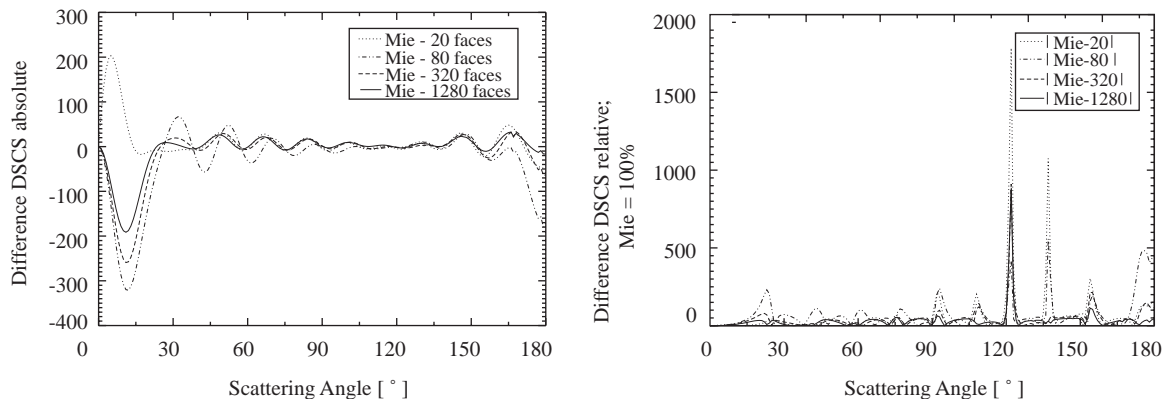 300
200
100
0
-100
-200
-300
-400
Difference DSCS absolute
Mie - 20 faces
Mie - 80 faces
Mie - 320 faces
Mie - 1280 faces
0 30 60 90 120 150 180
Scattering Angle [ ° ]
2000
1500
1000
500
0
Difference DSCS relative;
Mie = 100%
| Mie-20 |
| Mie-80 |
| Mie-320 |
| Mie-1280 |
0 30 60 90 120 150 180
Scattering Angle [ ° ]